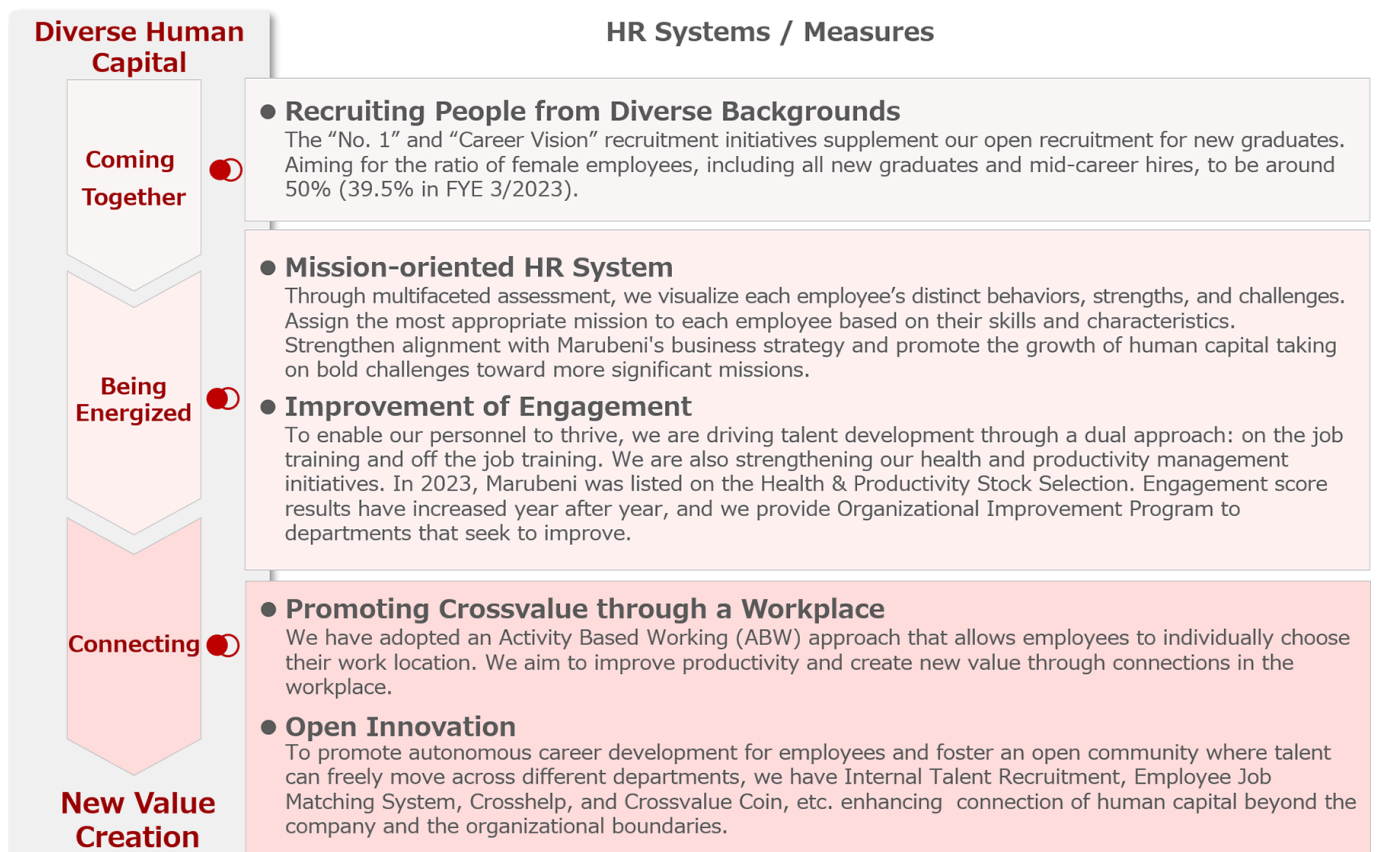 Diverse Human
Capital
HR Systems / Measures
Coming
Together
● Recruiting People from Diverse Backgrounds
The “No. 1” and “Career Vision” recruitment initiatives supplement our open recruitment for new graduates.
Aiming for the ratio of female employees, including all new graduates and mid-career hires, to be around
50% (39.5% in FYE 3/2023).
Being
Energized
● Mission-oriented HR System
Through multifaceted assessment, we visualize each employee’s distinct behaviors, strengths, and challenges.
Assign the most appropriate mission to each employee based on their skills and characteristics.
Strengthen alignment with Marubeni's business strategy and promote the growth of human capital taking
on bold challenges toward more significant missions.
● Improvement of Engagement
To enable our personnel to thrive, we are driving talent development through a dual approach: on the job
training and off the job training. We are also strengthening our health and productivity management
initiatives. In 2023, Marubeni was listed on the Health & Productivity Stock Selection. Engagement score
results have increased year after year, and we provide Organizational Improvement Program to
departments that seek to improve.
Connecting
● Promoting Crossvalue through a Workplace
We have adopted an Activity Based Working (ABW) approach that allows employees to individually choose
their work location. We aim to improve productivity and create new value through connections in the
workplace.
● Open Innovation
To promote autonomous career development for employees and foster an open community where talent
can freely move across different departments, we have Internal Talent Recruitment, Employee Job
Matching System, Crosshelp, and Crossvalue Coin, etc. enhancing  connection of human capital beyond the
company and the organizational boundaries.
New Value
Creation